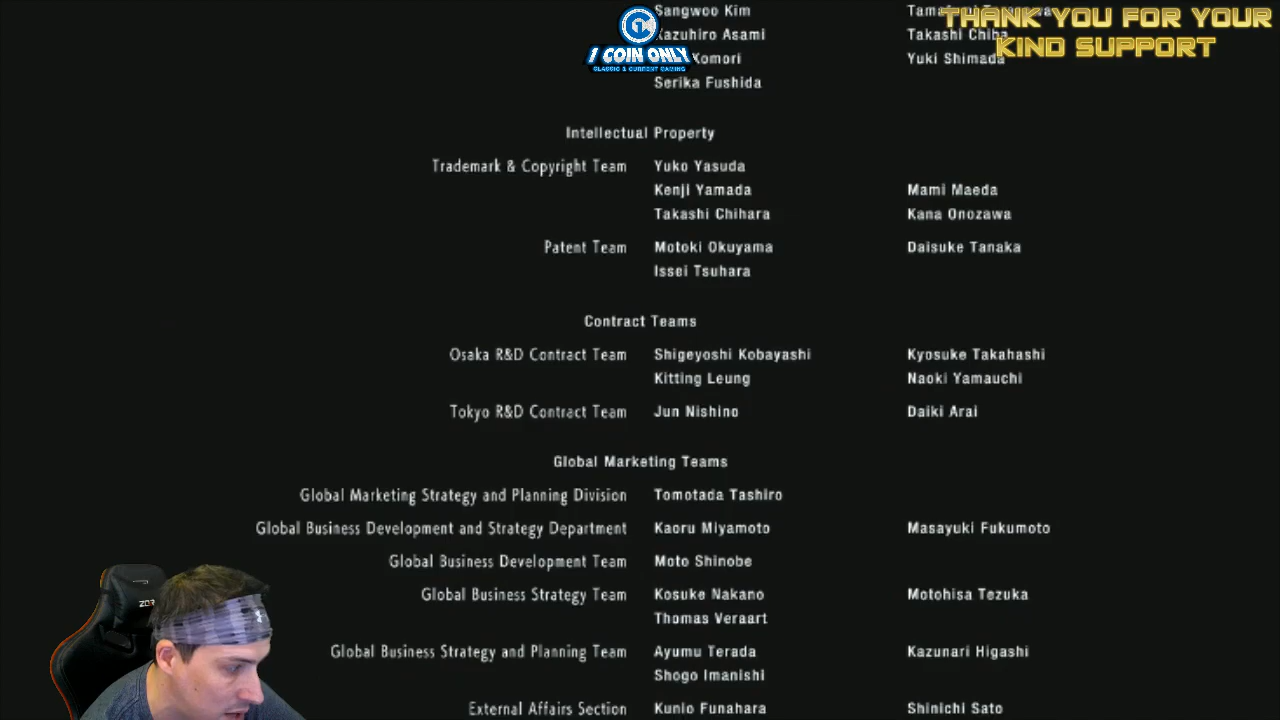 Sangwoo Kim
THANK YOU FOR YOUR
Kazuhiro Asami Takashi Chiba
KIND SUPPORT
1 COIN ONLY
CLASSIC & CURRENT GAMING
Komori Yuki Shimada
Serika Fushida
Intellectual Property
Trademark & Copyright Team Yuko Yasuda
Kenji Yamada Mami Maeda
Takashi Chihara Kana Onozawa
Patent Team Motoki Okuyama Daisuke Tanaka
Issei Tsuhara
Contract Teams
Osaka R&D Contract Team Shigeyoshi Kobayashi Kyosuke Takahashi
Kitting Leung Naoki Yamauchi
Tokyo R&D Contract Team Jun Nishino Daiki Arai
Global Marketing Teams
Global Marketing Strategy and Planning Division Tomotada Tashiro
Global Business Development and Strategy Department Kaoru Miyamoto Masayuki Fukumoto
Global Business Development Team Moto Shinobe
Global Business Strategy Team Kosuke Nakano Motohisa Tezuka
Thomas Veraart
Global Business Strategy and Planning Team Ayumu Terada Kazunari Higashi
Shogo Imanishi
External Affairs Section Kunio Funahara Shinichi Sato